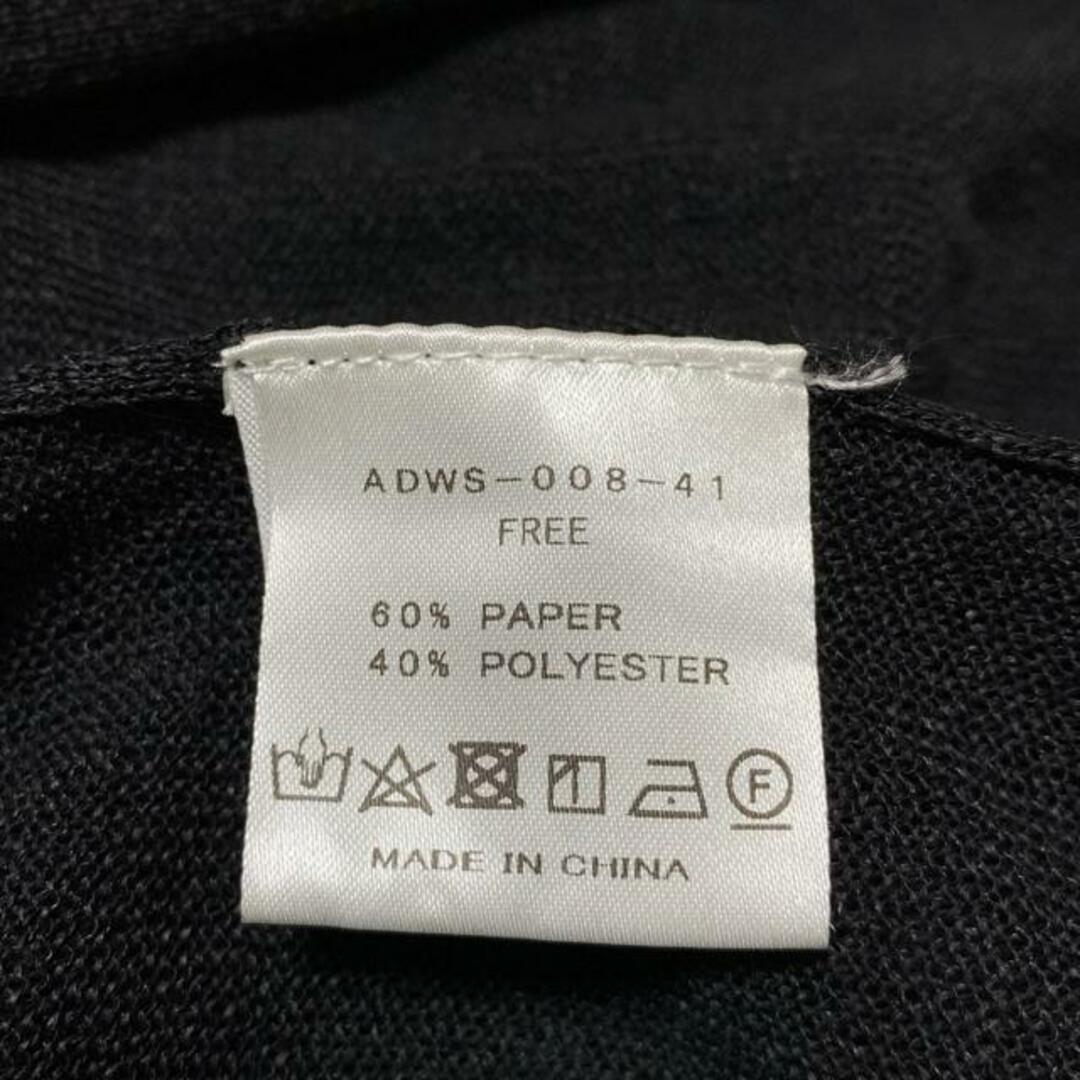 ADWS-008-41
FREE
60% PAPER
40% POLYESTER
F
MADE IN CHINA